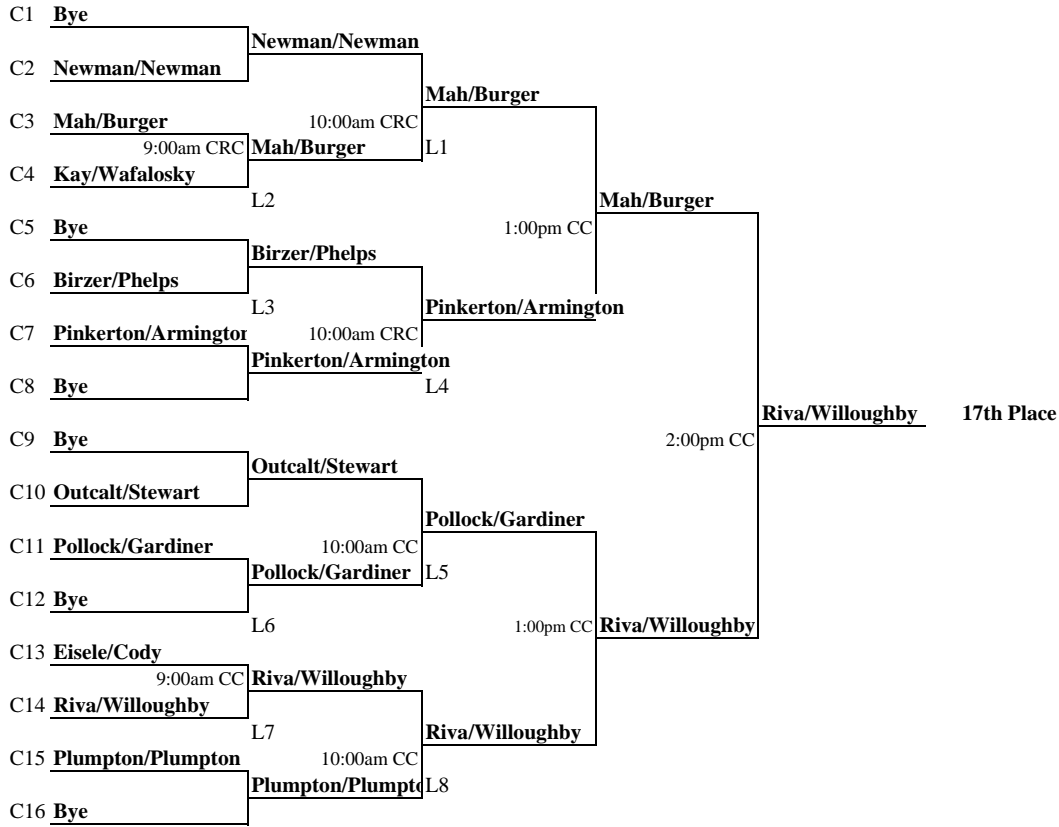 C1 Bye
Newman/Newman
C2 Newman/Newman
Mah/Burger
C3 Mah/Burger
10:00am CRC
9:00am CRC Mah/Burger L1
C4 Kay/Wafalosky
L2
Mah/Burger
C5 Bye
1:00pm CC
Birzer/Phelps
C6 Birzer/Phelps
L3
Pinkerton/Armington
C7 Pinkerton/Armington
10:00am CRC
Pinkerton/Armington
C8 Bye
L4
Riva/Willoughby 17th Place
C9 Bye
2:00pm CC
Outcalt/Stewart
C10 Outcalt/Stewart
Pollock/Gardiner
C11 Pollock/Gardiner
10:00am CC
Pollock/Gardiner L5
C12 Bye
L6
1:00pm CC Riva/Willoughby
C13 Eisele/Cody
9:00am CC Riva/Willoughby
C14 Riva/Willoughby
L7
Riva/Willoughby
C15 Plumpton/Plumpton
10:00am CC
Plumpton/Plumpto L8
C16 Bye